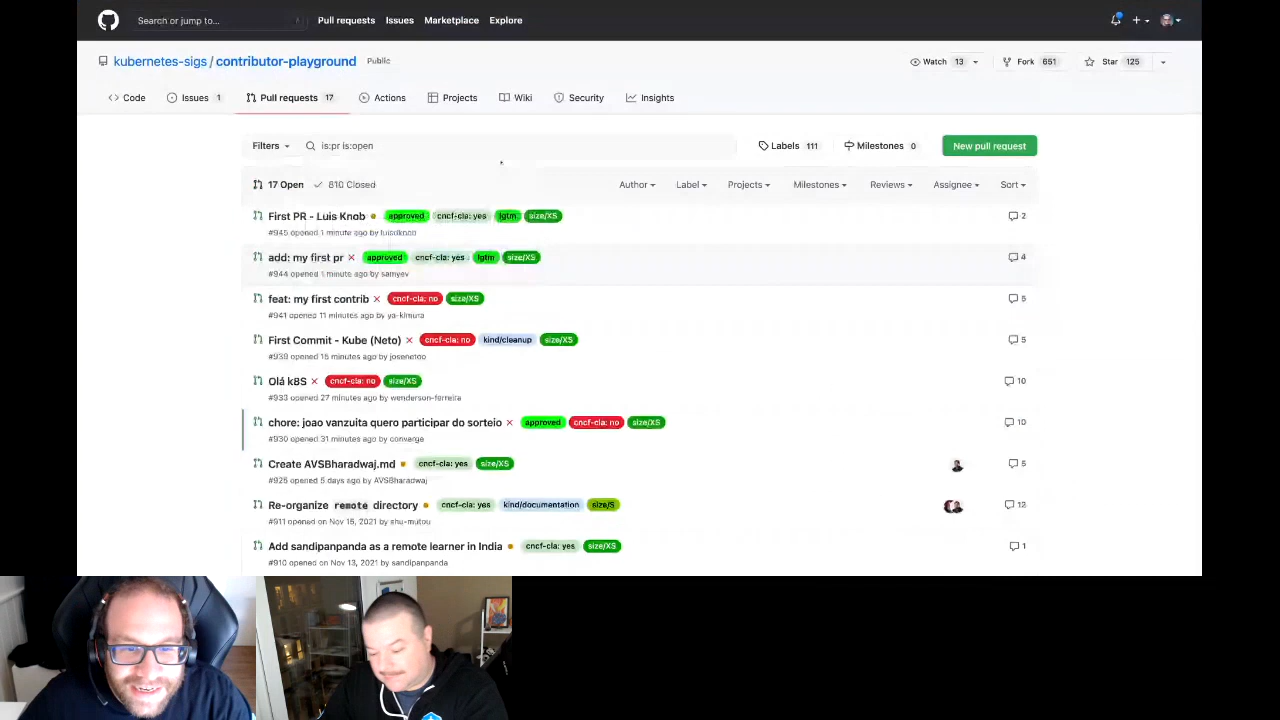 Search or jump to... /
Pull requests Issues Marketplace Explore
kubernetes-sigs / contributor-playground Public
Watch 13 Fork 651 Star 125
Code Issues 1 Pull requests 17 Actions Projects Wiki Security Insights
Filters is:pr is:open Labels 111 Milestones 0 New pull request
17 Open 810 Closed Author Label Projects Milestones Reviews Assignee Sort
First PR - Luis Knob approved cncf-cla: yes lgtm size/XS 2
#945 opened 1 minute ago by luisdknob
add: my first pr approved cncf-cla: yes lgtm size/XS 4
#944 opened 1 minute ago by samyev
feat: my first contrib cncf-cla: no size/XS 5
#941 opened 11 minutes ago by ya-kimura
First Commit - Kube (Neto) cncf-cla: no kind/cleanup size/XS 5
#939 opened 15 minutes ago by josenetoo
Olá k8S cncf-cla: no size/XS 10
#933 opened 27 minutes ago by wenderson-ferreira
chore: joao vanzuita quero participar do sorteio approved cncf-cla: no size/XS 10
#930 opened 31 minutes ago by converge
Create AVSBharadwaj.md cncf-cla: yes size/XS 5
#925 opened 5 days ago by AVSBharadwaj
Re-organize remote directory cncf-cla: yes kind/documentation size/S 12
#911 opened on Nov 15, 2021 by shu-mutou
Add sandipanpanda as a remote learner in India cncf-cla: yes size/XS 1
#910 opened on Nov 13, 2021 by sandipanpanda